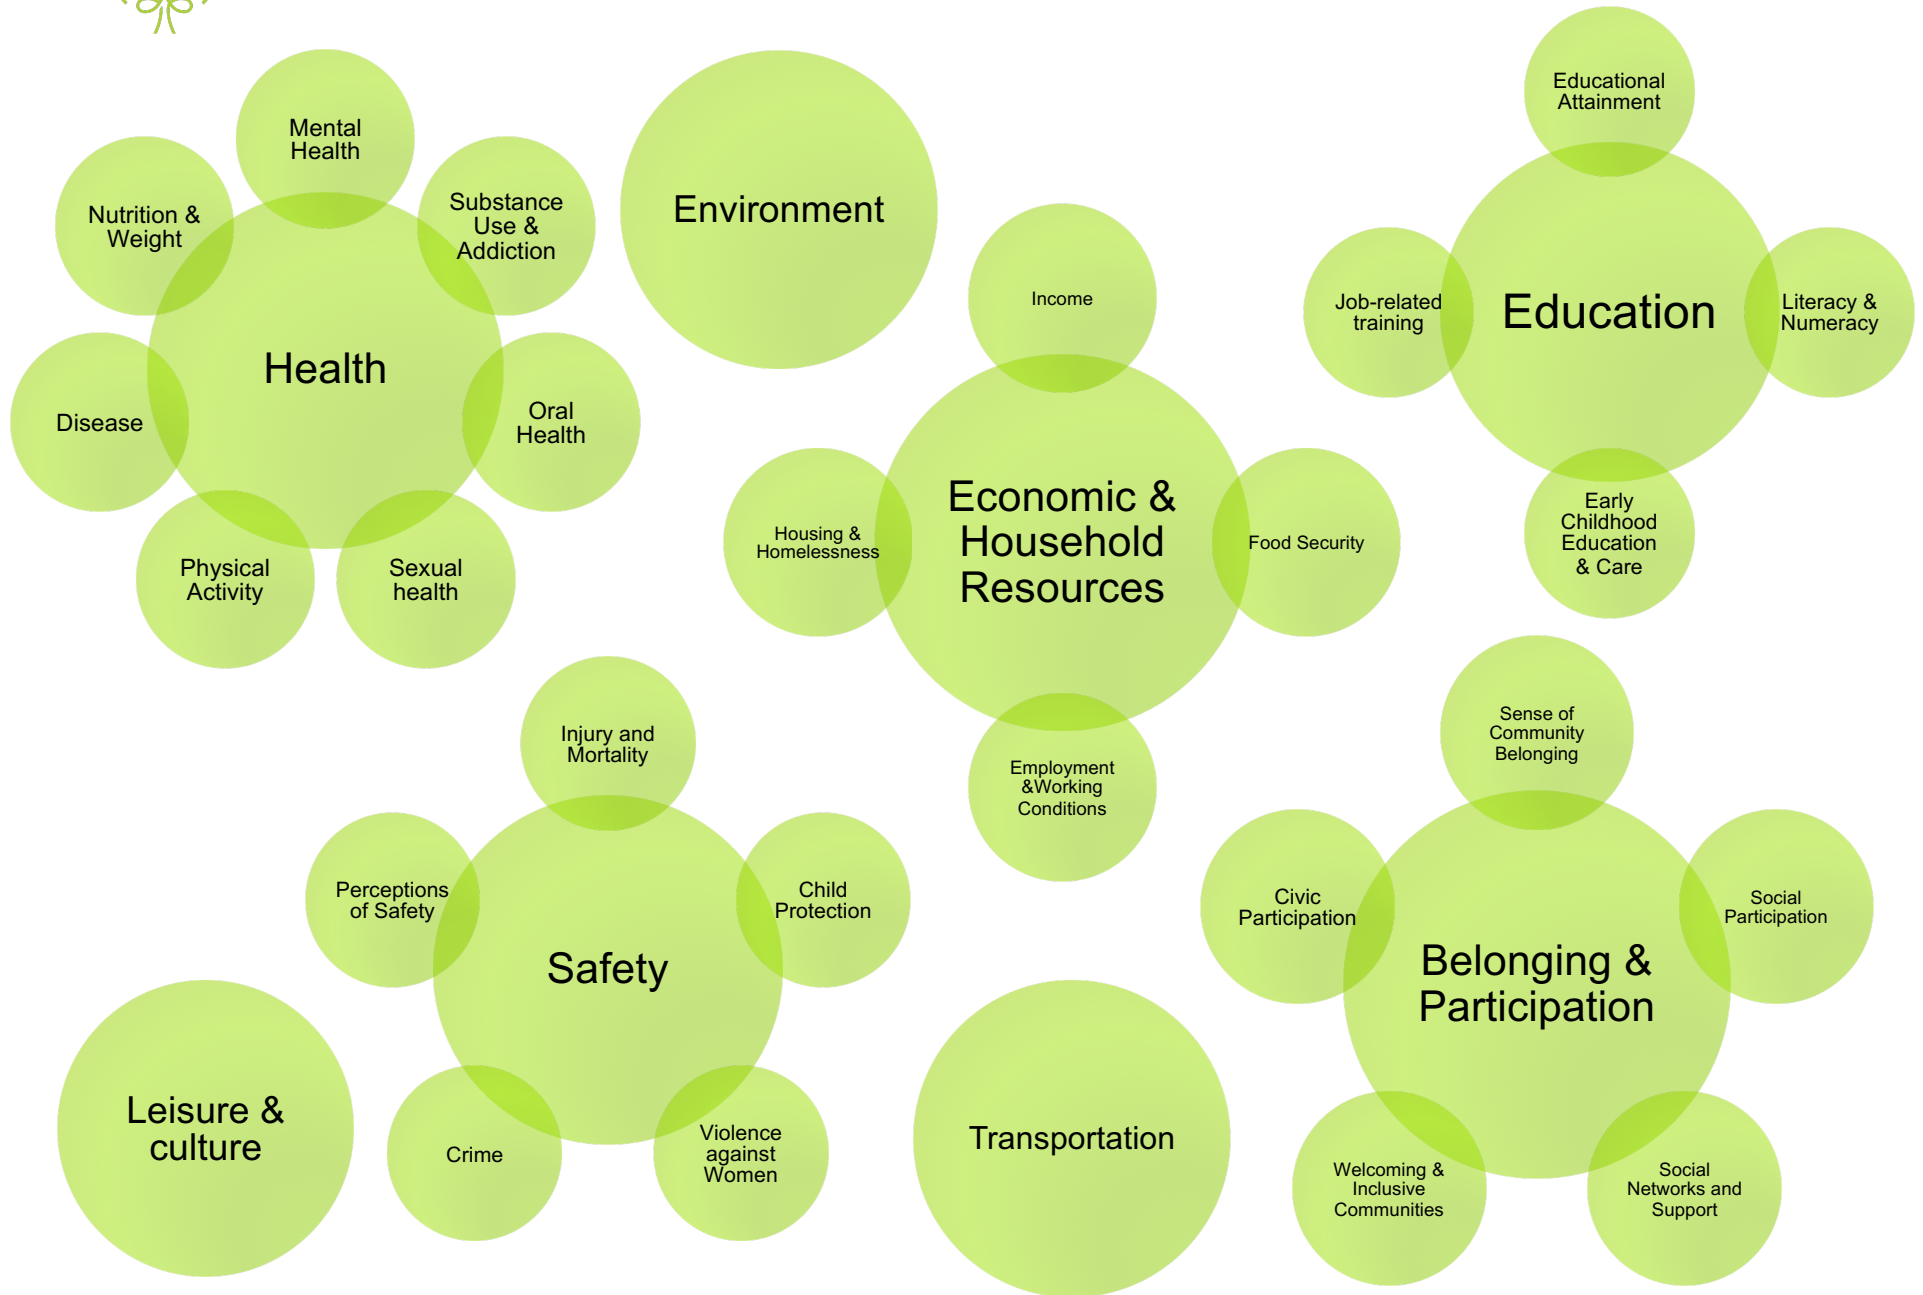 Mental
Health
Nutrition &
Weight
Substance
Use &
Addiction
Health
Disease
Oral
Health
Physical
Activity
Sexual
health
Environment
Income
Economic &
Household
Resources
Housing &
Homelessness
Food Security
Employment
&Working
Conditions
Educational
Attainment
Job-related
training
Education
Literacy &
Numeracy
Early
Childhood
Education
& Care
Injury and
Mortality
Perceptions
of Safety
Child
Protection
Safety
Crime
Violence
against
Women
Leisure &
culture
Transportation
Sense of
Community
Belonging
Civic
Participation
Social
Participation
Belonging &
Participation
Welcoming &
Inclusive
Communities
Social
Networks and
Support